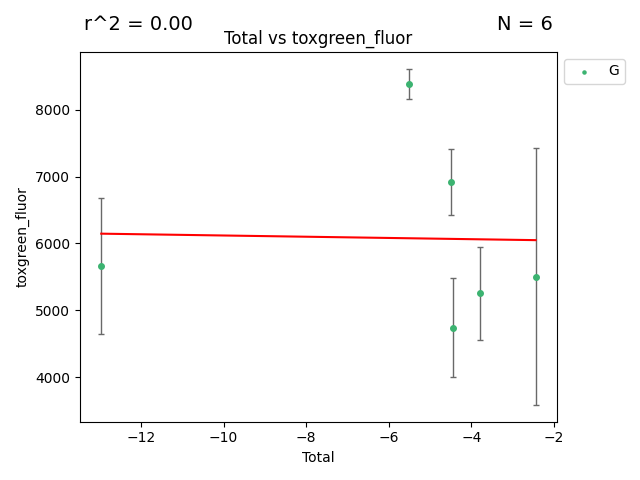 r^2 = 0.00
N = 6
Total vs toxgreen_fluor
G
8000
7000
6000
5000
4000
toxgreen_fluor
−12
−10
−8
−6
−4
−2
Total